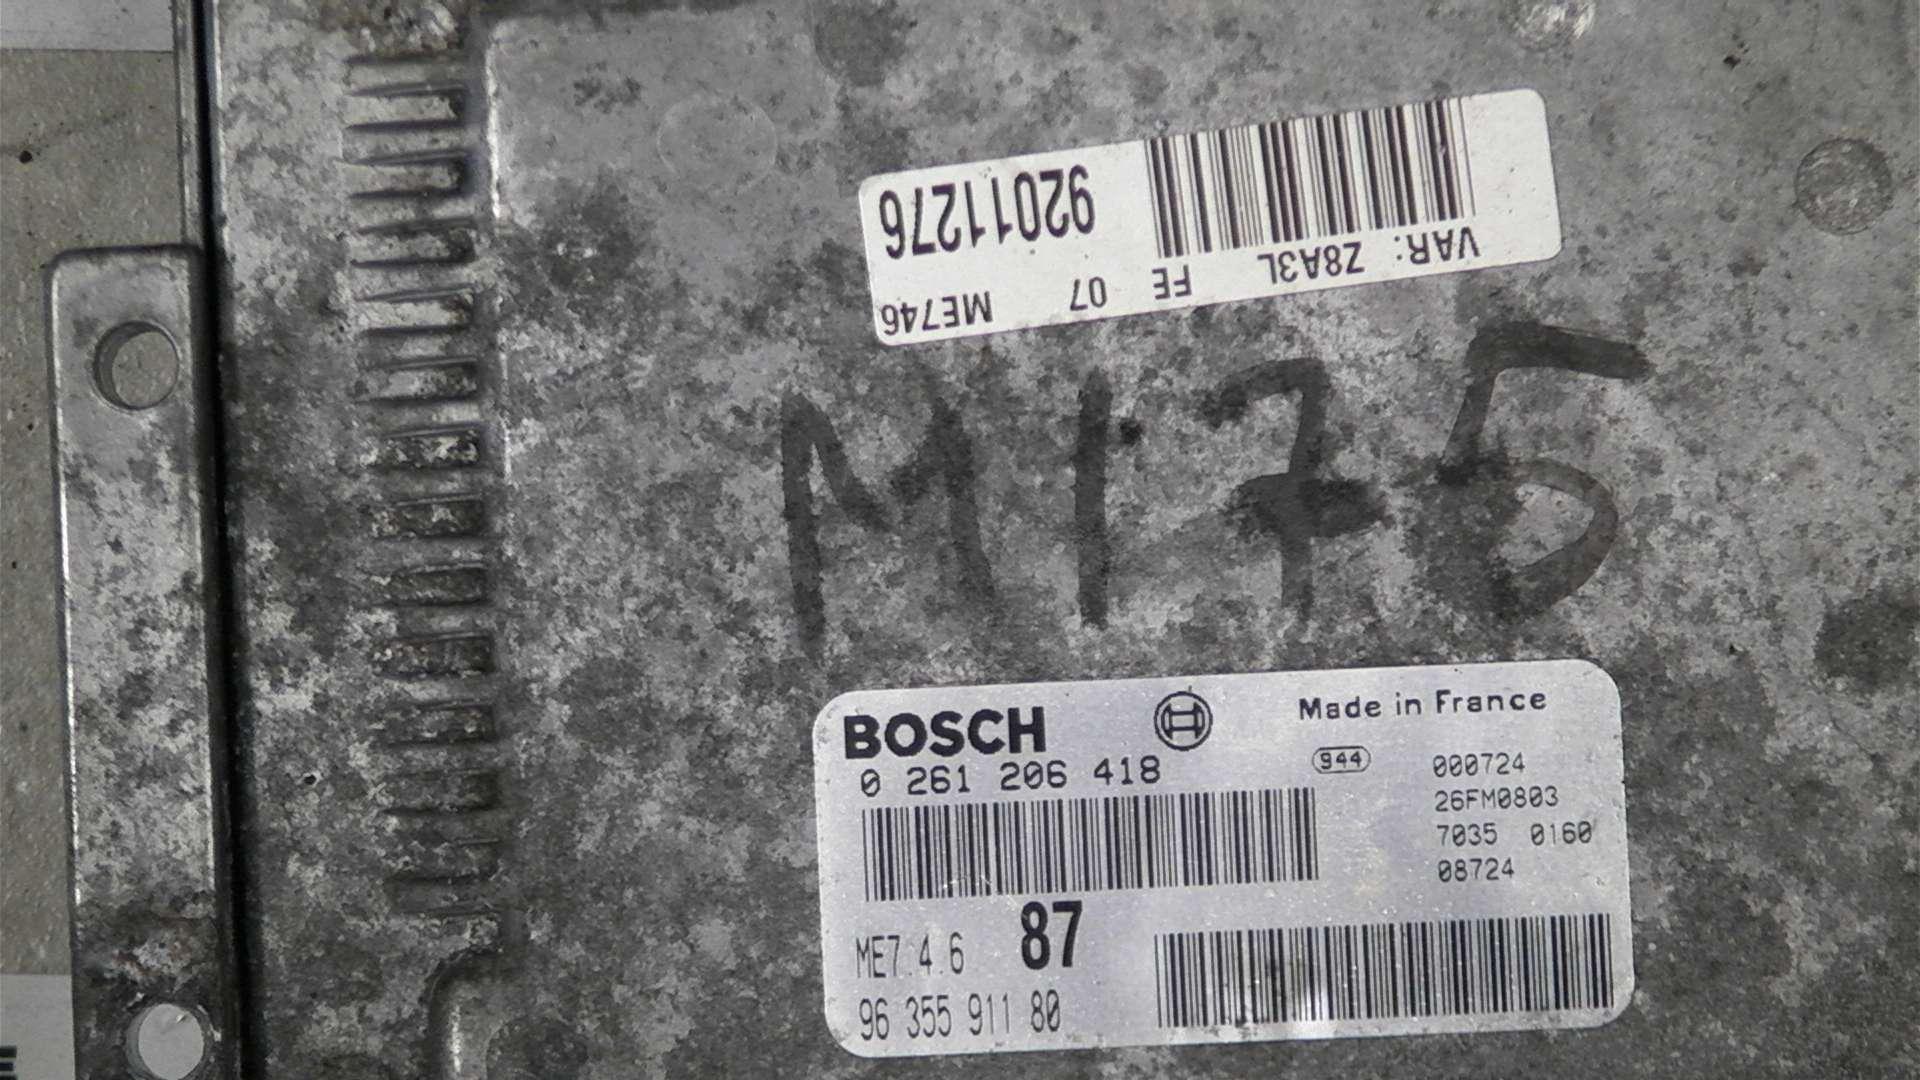 92011276
VAR: Z8A3L FE 07 ME746
M175
BOSCH
Made in France
0 261 206 418
944
000724
26FM0803
7035 0160
08724
ME7.4.6 87
96 355 911 80